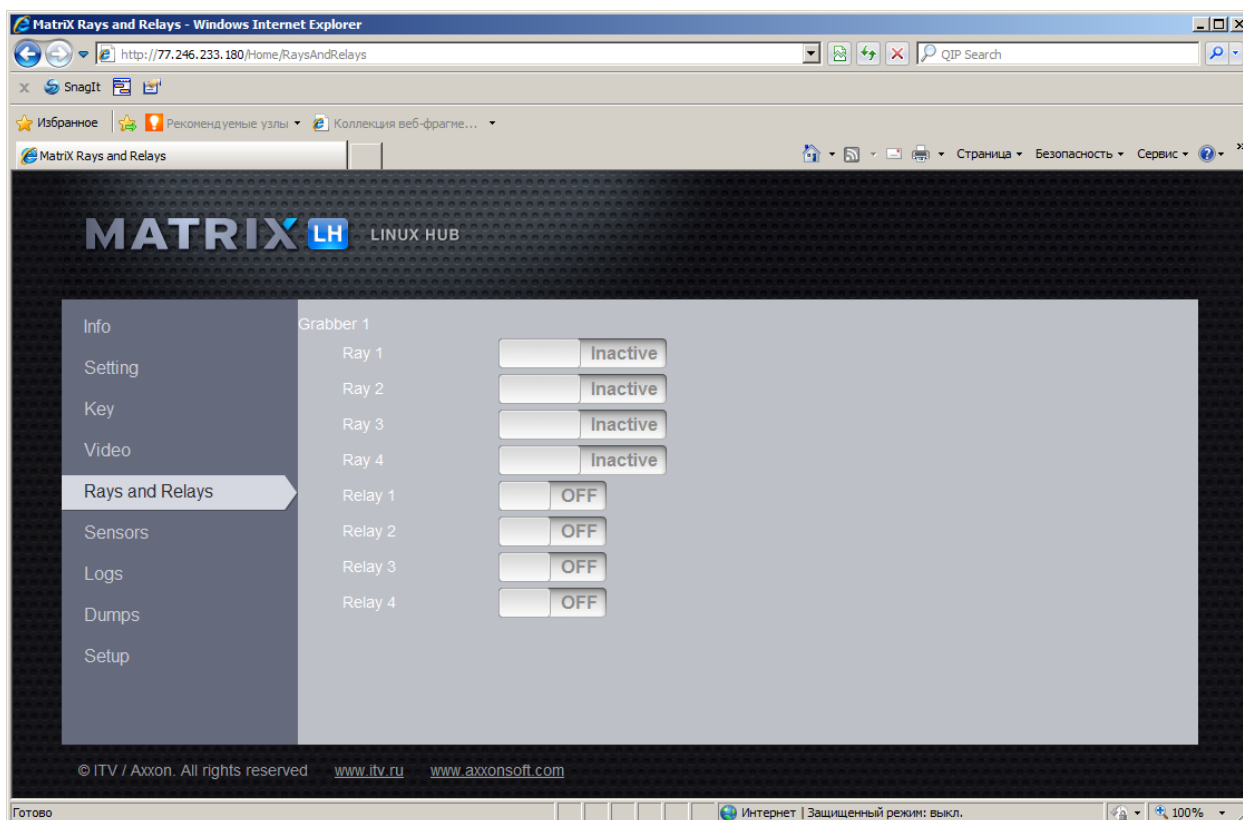 MatriX Rays and Relays - Windows Internet Explorer
http://77.246.233.180/Home/RaysAndRelays
QIP Search
x SnagIt
Избранное Рекомендуемые узлы Коллекция веб-фрагме...
MatriX Rays and Relays
Страница Безопасность Сервис »
MATRIX LH LINUX HUB
Info
Setting
Key
Video
Rays and Relays
Sensors
Logs
Dumps
Setup
Grabber 1
Ray 1 Inactive
Ray 2 Inactive
Ray 3 Inactive
Ray 4 Inactive
Relay 1 OFF
Relay 2 OFF
Relay 3 OFF
Relay 4 OFF
© ITV / Axxon. All rights reserved www.itv.ru www.axxonsoft.com
Готово Интернет | Защищенный режим: выкл. 100%